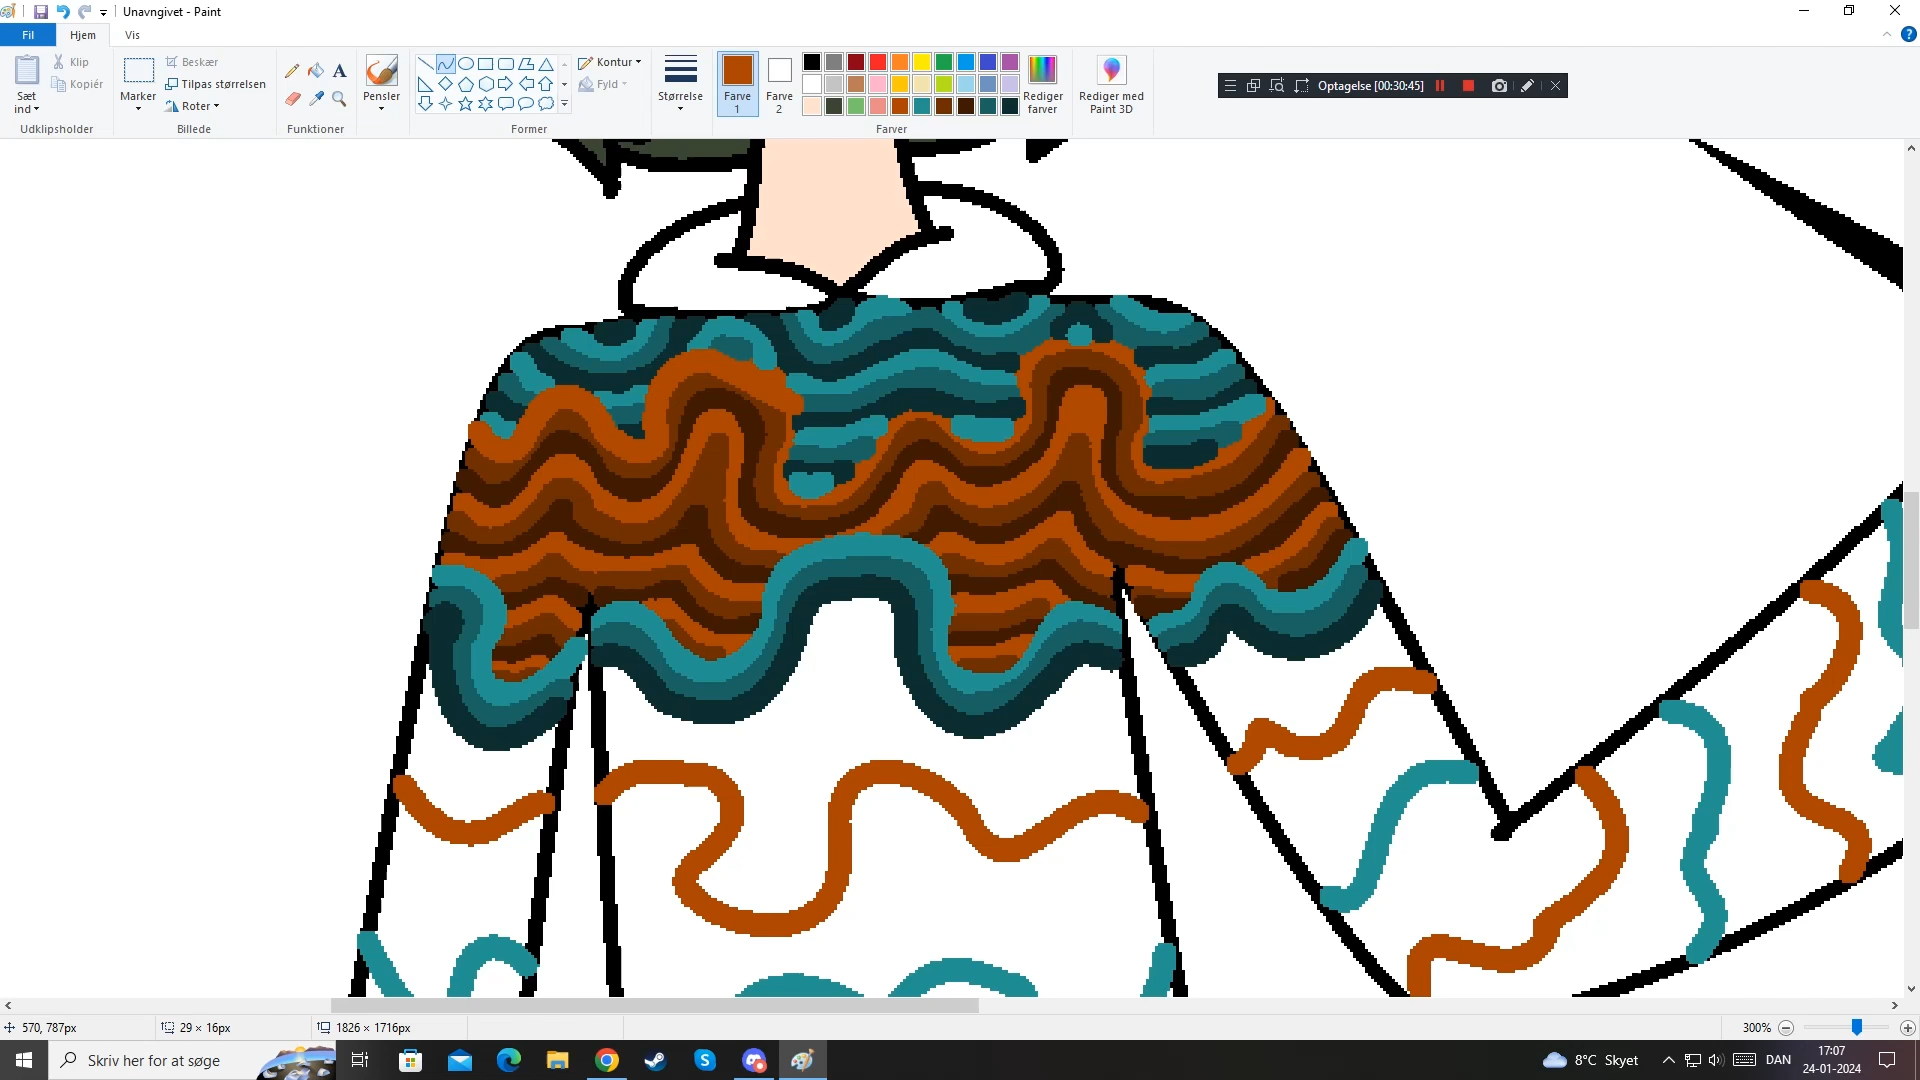 Unavngivet - Paint
Fil Hjem Vis
Sæt ind
Klip
Kopiér
Udklipsholder
Marker
Beskær
Tilpas størrelsen
Roter
Billede
A
Funktioner
Pensler
Kontur
Fyld
Former
Størrelse
Farve 1
Farve 2
Farver
Rediger farver
Rediger med Paint 3D
Optagelse [00:30:45]
?
570, 787px
29 × 16px
1826 × 1716px
300%
Skriv her for at søge
8°C Skyet
DAN
17:07
24-01-2024